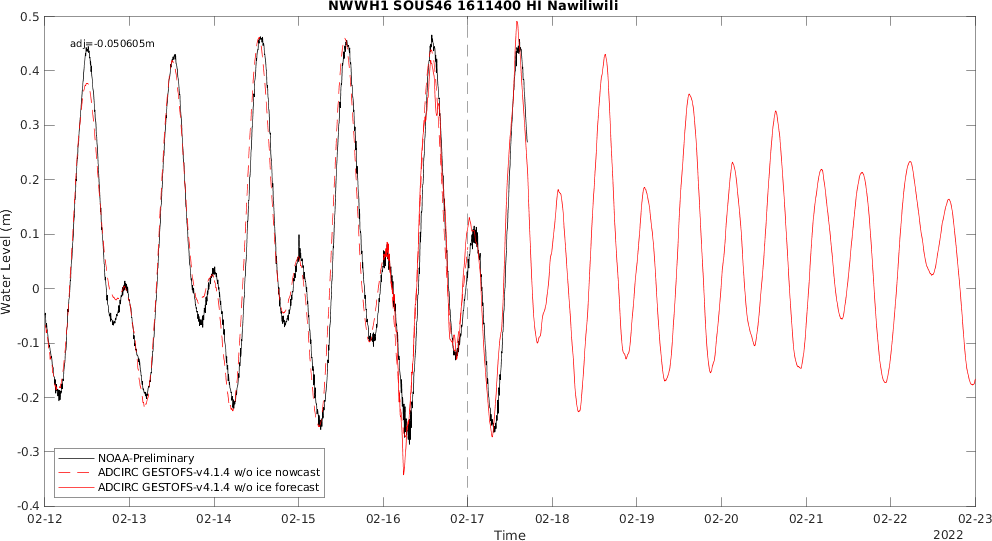 NWWH1 SOUS46 1611400 HI Nawiliwili
adj=-0.050605m
0.5
0.4
0.3
0.2
0.1
0
-0.1
-0.2
-0.3
-0.4
Water Level (m)
NOAA-Preliminary
ADCIRC GESTOFS-v4.1.4 w/o ice nowcast
ADCIRC GESTOFS-v4.1.4 w/o ice forecast
02-12 02-13 02-14 02-15 02-16 02-17 02-18 02-19 02-20 02-21 02-22 02-23
Time
2022